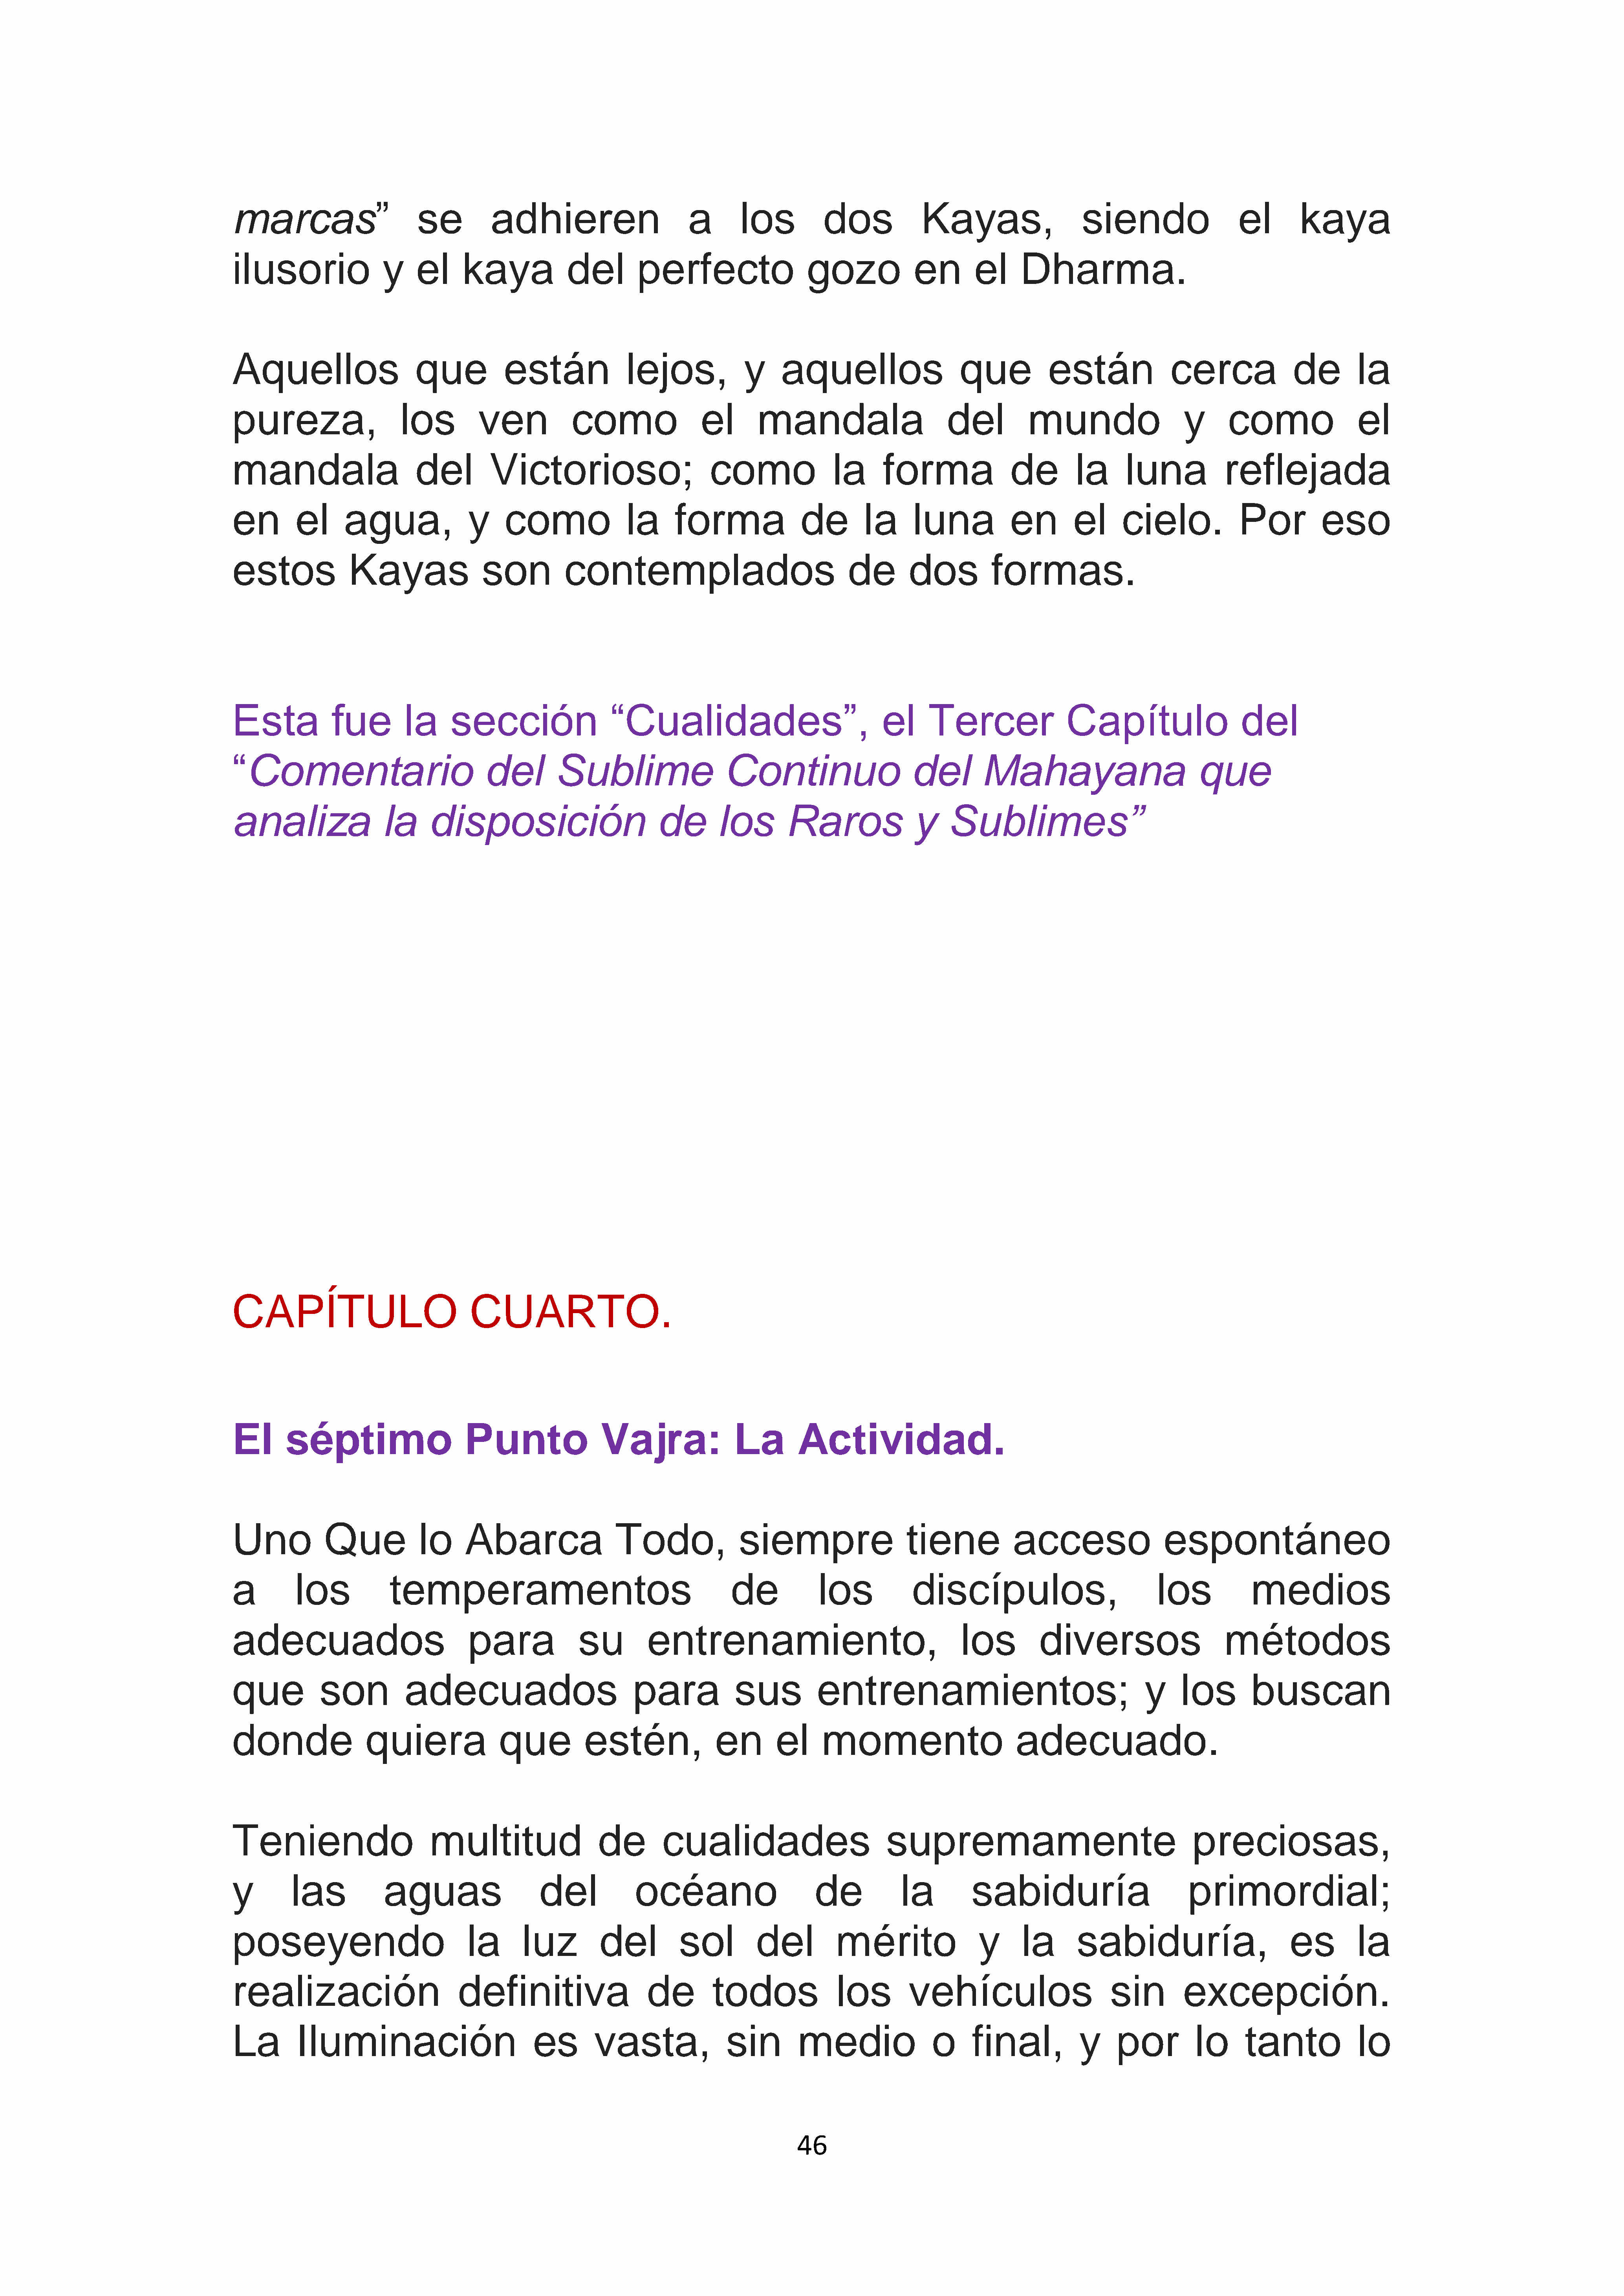 marcas” se adhieren a los dos Kayas, siendo el kaya
ilusorio y el kaya del perfecto gozo en el Dharma.
Aquellos que están lejos, y aquellos que están cerca de la
pureza, los ven como el mandala del mundo y como el
mandala del Victorioso; como la forma de la luna reflejada
en el agua, y como la forma de la luna en el cielo. Por eso
estos Kayas son contemplados de dos formas.
Esta fue la sección “Cualidades”, el Tercer Capítulo del
“Comentario del Sublime Continuo del Mahayana que
analiza la disposición de los Raros y Sublimes”
CAPÍTULO CUARTO.
El séptimo Punto Vajra: La Actividad.
Uno Que lo Abarca Todo, siempre tiene acceso espontáneo
a los temperamentos de los discípulos, los medios
adecuados para su entrenamiento, los diversos métodos
que son adecuados para sus entrenamientos; y los buscan
donde quiera que estén, en el momento adecuado.
Teniendo multitud de cualidades supremamente preciosas,
y las aguas del océano de la sabiduría primordial;
poseyendo la luz del sol del mérito y la sabiduría, es la
realización definitiva de todos los vehículos sin excepción.
La Iluminación es vasta, sin medio o final, y por lo tanto lo
46